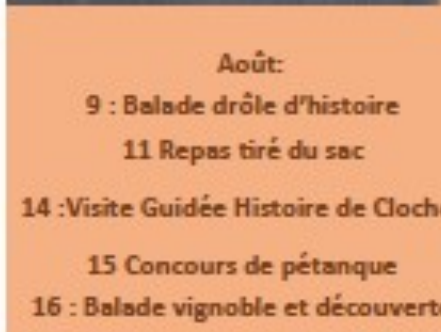 Août:
9 : Balade drôle d'histoire
11 Repas tiré du sac
14 :Visite Guidée Histoire de
15 Concours de pétanque
16 : Balade vignoble et